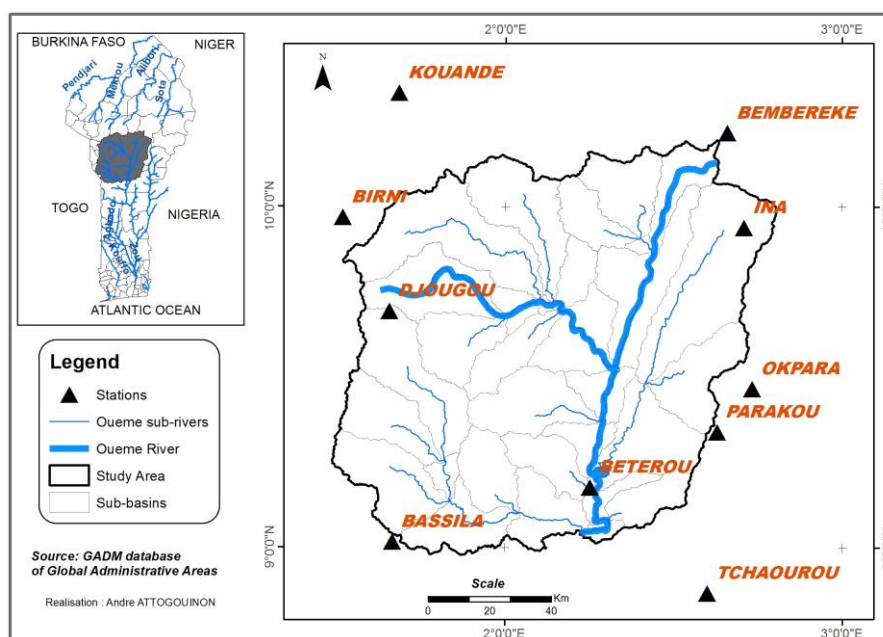 BURKINA FASO
NIGER
Pendjari
Mekrou
Alibori
Sota
TOGO
NIGERIA
Agbado
Kouffo
Zou
ATLANTIC OCEAN
Legend
Stations
Oueme sub-rivers
Oueme River
Study Area
Sub-basins
Source: GADM database
of Global Administrative Areas
Realisation : Andre ATTOGOUINON
2°0'0"E
3°0'0"E
N
KOUANDE
BEMBEREKE
BIRNI
10°0'0"N
INA
DJOUGOU
OKPARA
PARAKOU
BETEROU
BASSILA
9°0'0"N
TCHAOUROU
Scale
Km
0 20 40
2°0'0"E
3°0'0"E